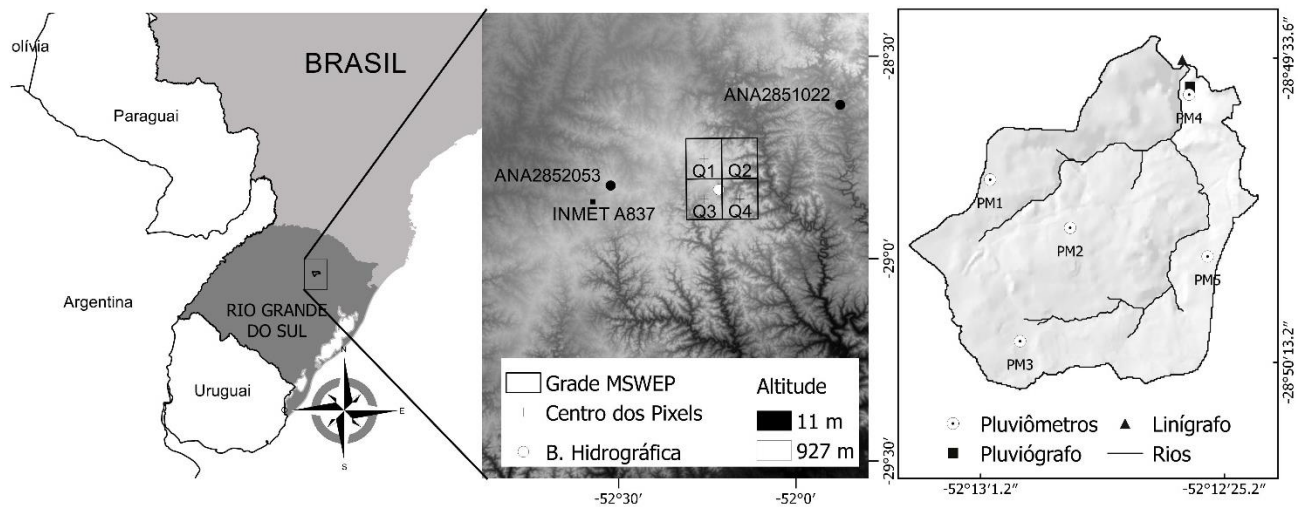 olívia
Paraguai
BRASIL
Argentina
RIO GRANDE
DO SUL
Uruguai
N
E
S
ANA2851022
ANA2852053
INMET A837
Q1 Q2
Q3 Q4
Grade MSWEP
Centro dos Pixels
B. Hidrográfica
Altitude
11 m
927 m
-28°30'
-29°0'
-29°30'
-52°30'
-52°0'
PM4
PM1
PM2
PM5
PM3
Pluviômetros
Linígrafo
Pluviógrafo
Rios
-28°49'33.6"
-28°50'13.2"
-52°13'1.2"
-52°12'25.2"